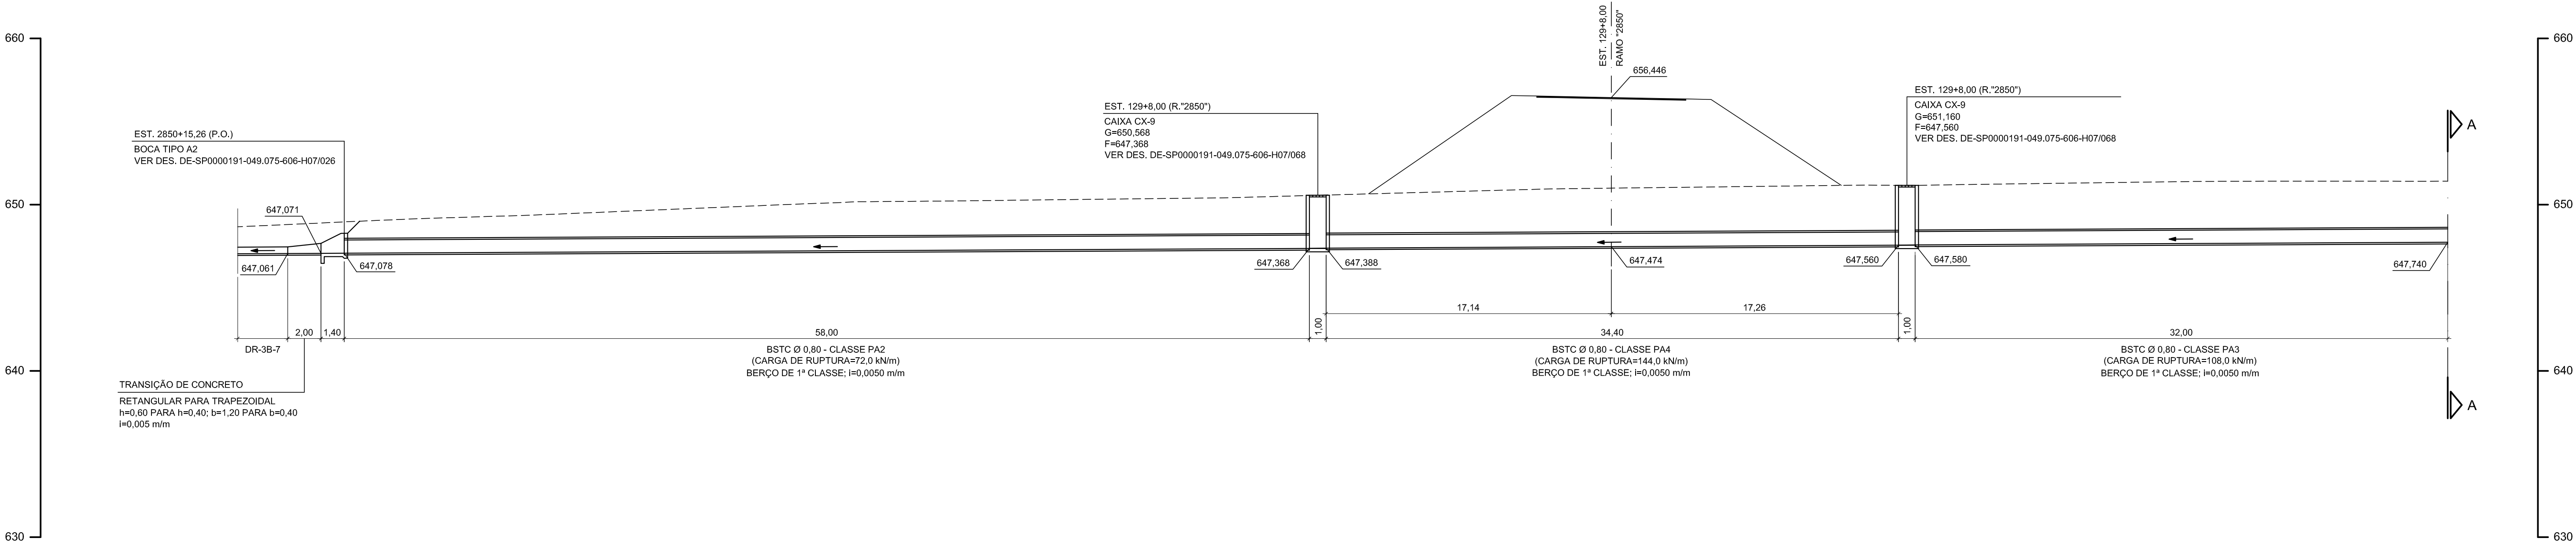 660
650
640
630
EST. 2850+15,26 (P.O.)
BOCA TIPO A2
VER DES. DE-SP0000191-049.075-606-H07/026
647,071
647,061
647,078
DR-3B-7
2,00
1,40
TRANSIÇÃO DE CONCRETO
RETANGULAR PARA TRAPEZOIDAL
h=0,60 PARA h=0,40; b=1,20 PARA b=0,40
i=0,005 m/m
58,00
BSTC Ø 0,80 - CLASSE PA2
(CARGA DE RUPTURA=72,0 kN/m)
BERÇO DE 1ª CLASSE; i=0,0050 m/m
EST. 129+8,00 (R."2850")
CAIXA CX-9
G=650,568
F=647,368
VER DES. DE-SP0000191-049.075-606-H07/068
647,368
647,388
1,00
EST. 129+8,00
RAMO "2850"
656,446
647,474
17,14
17,26
34,40
BSTC Ø 0,80 - CLASSE PA4
(CARGA DE RUPTURA=144,0 kN/m)
BERÇO DE 1ª CLASSE; i=0,0050 m/m
EST. 129+8,00 (R."2850")
CAIXA CX-9
G=651,160
F=647,560
VER DES. DE-SP0000191-049.075-606-H07/068
647,560
647,580
1,00
647,740
32,00
BSTC Ø 0,80 - CLASSE PA3
(CARGA DE RUPTURA=108,0 kN/m)
BERÇO DE 1ª CLASSE; i=0,0050 m/m
A
A
660
650
640
630